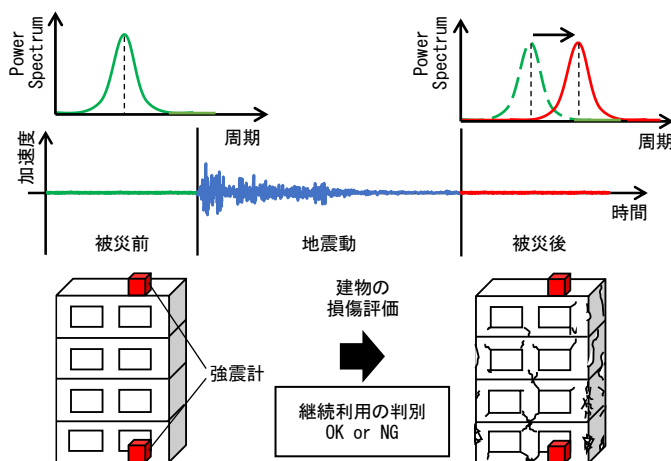 Power
Spectrum
周期
Power
Spectrum
周期
加速度
時間
被災前
地震動
被災後
建物の
損傷評価
強震計
継続利用の判別
OK or NG